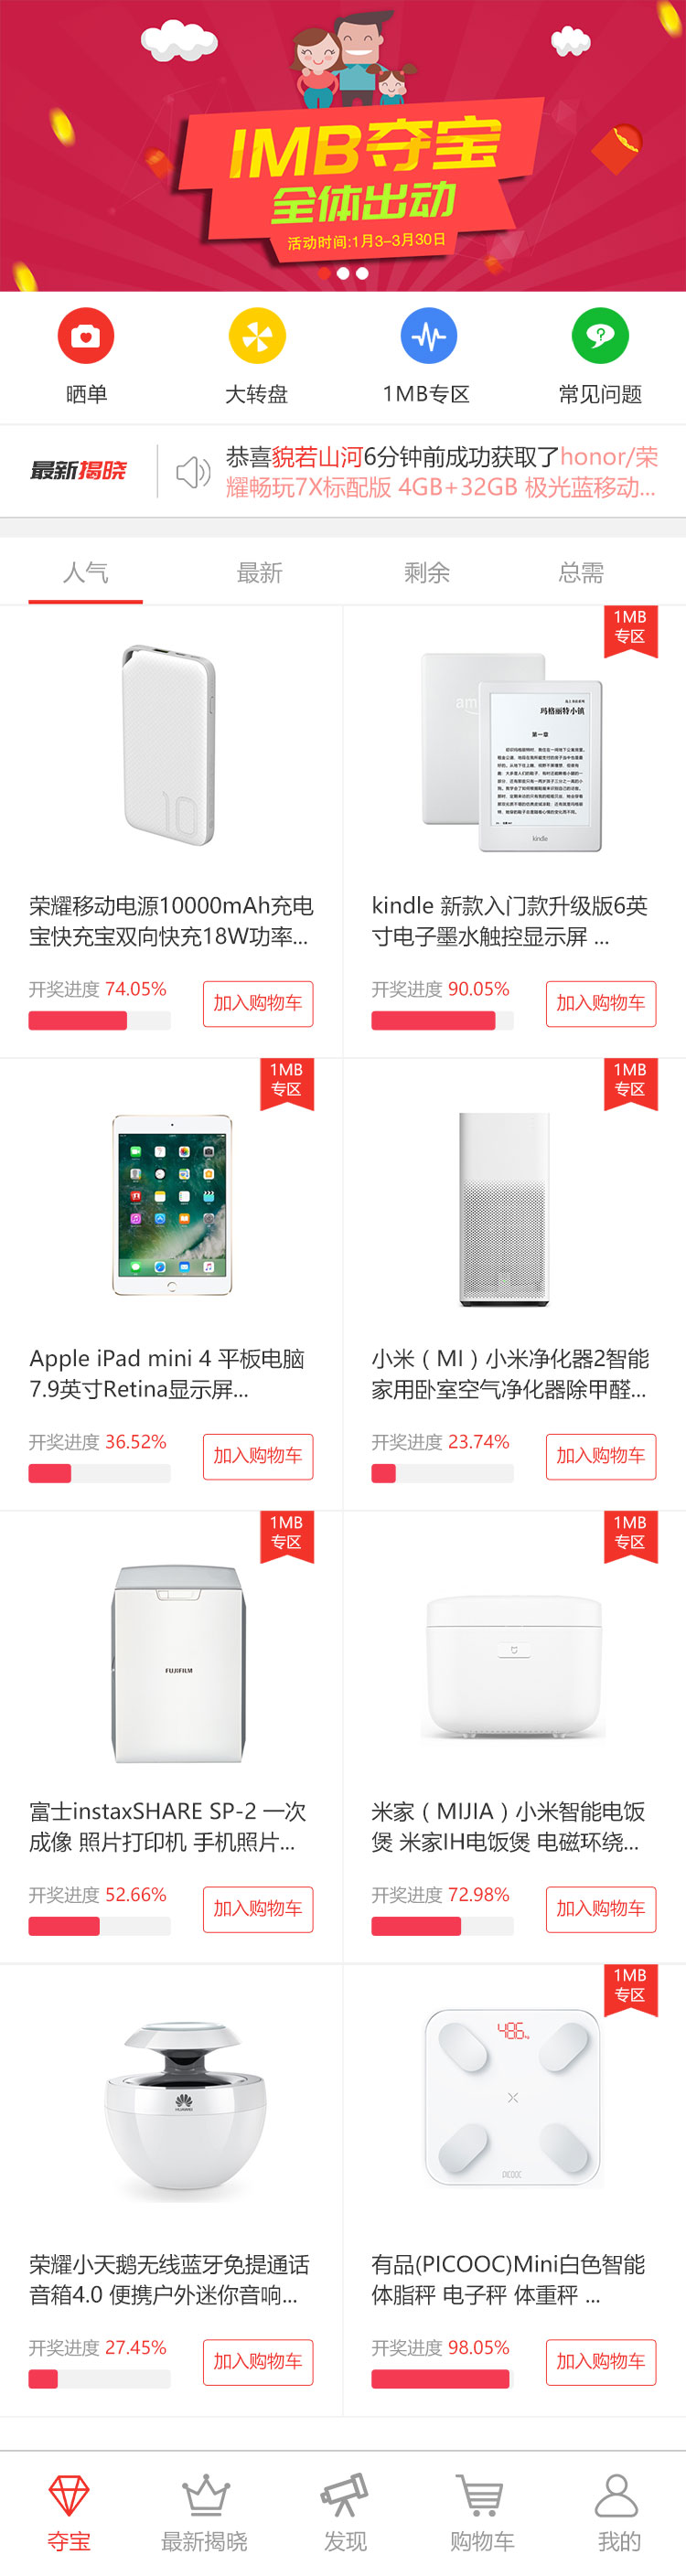 1MB夺宝
全体出动
活动时间:1月3-3月30日
晒单
大转盘
1MB专区
常见问题
最新揭晓
恭喜貌若山河6分钟前成功获取了honor/荣
耀畅玩7X标配版 4GB+32GB 极光蓝移动...
人气
最新
剩余
总需
10
1MB
专区
玛格丽特小镇
第一章
kindle
荣耀移动电源10000mAh充电
宝快充宝双向快充18W功率...
开奖进度 74.05%
加入购物车
kindle 新款入门款升级版6英
寸电子墨水触控显示屏 ...
开奖进度 90.05%
加入购物车
1MB
专区
1MB
专区
Apple iPad mini 4 平板电脑
7.9英寸Retina显示屏...
开奖进度 36.52%
加入购物车
小米（MI）小米净化器2智能
家用卧室空气净化器除甲醛...
开奖进度 23.74%
加入购物车
1MB
专区
1MB
专区
FUJIFILM
富士instaxSHARE SP-2 一次
成像 照片打印机 手机照片...
开奖进度 52.66%
加入购物车
米家（MIJIA）小米智能电饭
煲 米家IH电饭煲 电磁环绕...
开奖进度 72.98%
加入购物车
1MB
专区
HUAWEI
PICOOC
荣耀小天鹅无线蓝牙免提通话
音箱4.0 便携户外迷你音响...
开奖进度 27.45%
加入购物车
有品(PICOOC)Mini白色智能
体脂秤 电子秤 体重秤 ...
开奖进度 98.05%
加入购物车
夺宝
最新揭晓
发现
购物车
我的